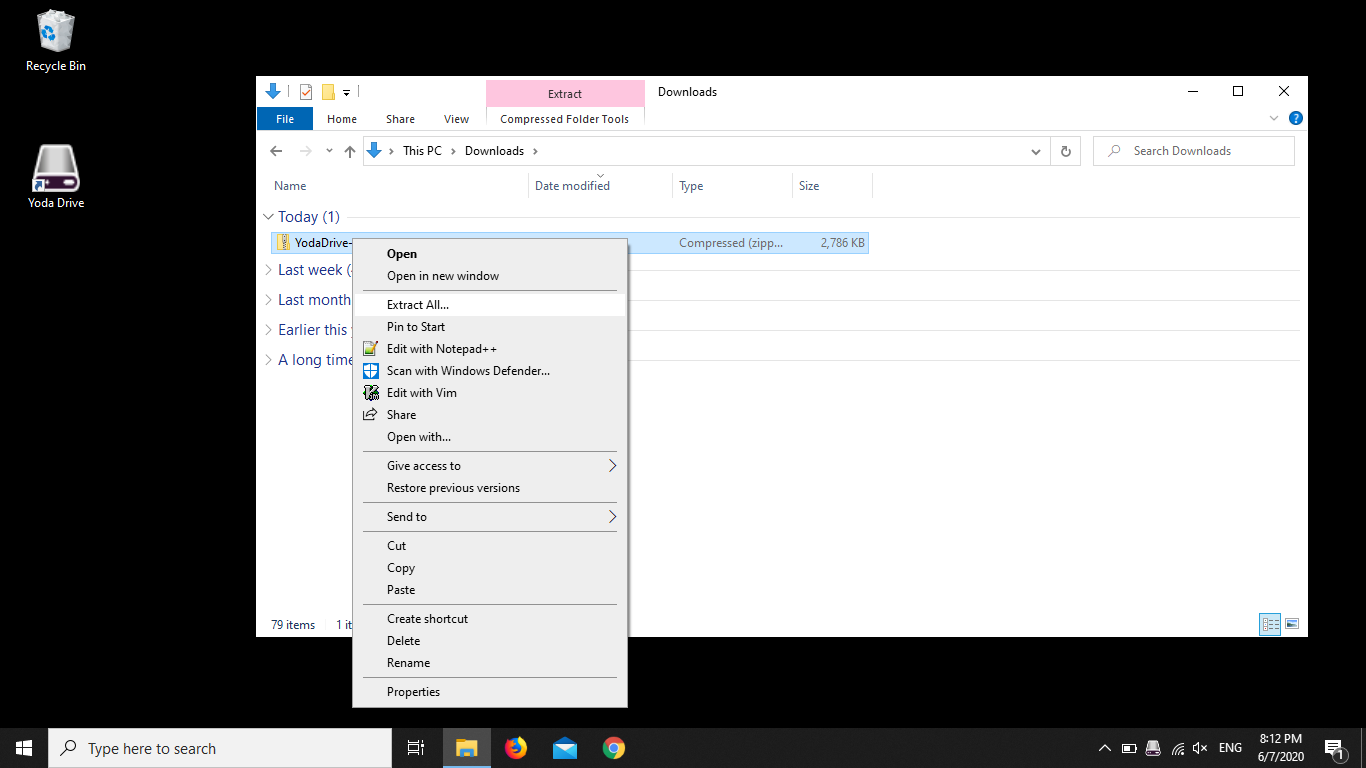 Recycle Bin
Yoda Drive
Extract
Downloads
File
Home
Share
View
Compressed Folder Tools
?
This PC
Downloads
Search Downloads
Name
Date modified
Type
Size
Today (1)
YodaDrive-
Compressed (zipp...
2,786 KB
Last week (
Last month
Earlier this
A long time
Open
Open in new window
Extract All...
Pin to Start
Edit with Notepad++
Scan with Windows Defender...
Edit with Vim
Share
Open with...
Give access to
Restore previous versions
Send to
Cut
Copy
Paste
Create shortcut
Delete
Rename
Properties
79 items
1 it
Type here to search
ENG
8:12 PM
6/7/2020
1